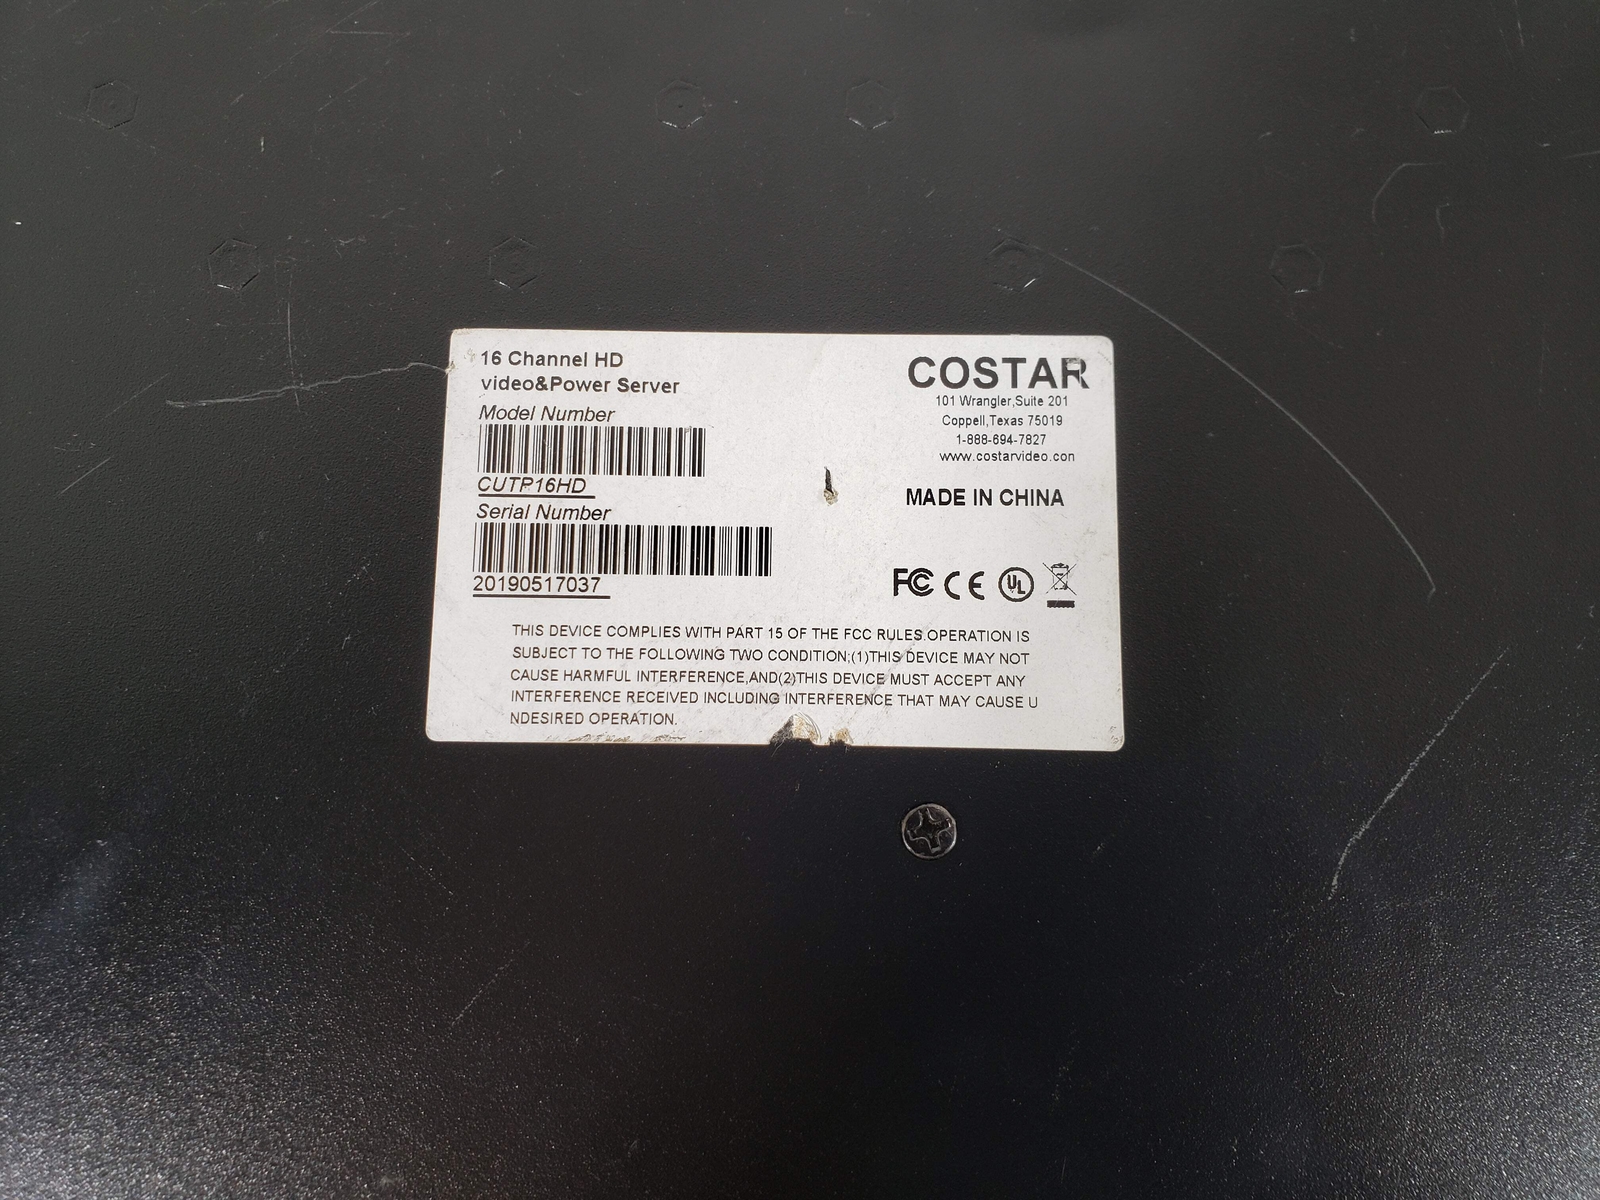 16 Channel HD
video&Power Server
Model Number
CUTP16HD
Serial Number
20190517037
COSTAR
101 Wrangler,Suite 201
Coppell,Texas 75019
1-888-694-7827
www.costarvideo.con
MADE IN CHINA
FC CE UL
THIS DEVICE COMPLIES WITH PART 15 OF THE FCC RULES.OPERATION IS
SUBJECT TO THE FOLLOWING TWO CONDITION;(1)THIS DEVICE MAY NOT
CAUSE HARMFUL INTERFERENCE,AND(2)THIS DEVICE MUST ACCEPT ANY
INTERFERENCE RECEIVED INCLUDING INTERFERENCE THAT MAY CAUSE U
NDESIRED OPERATION.